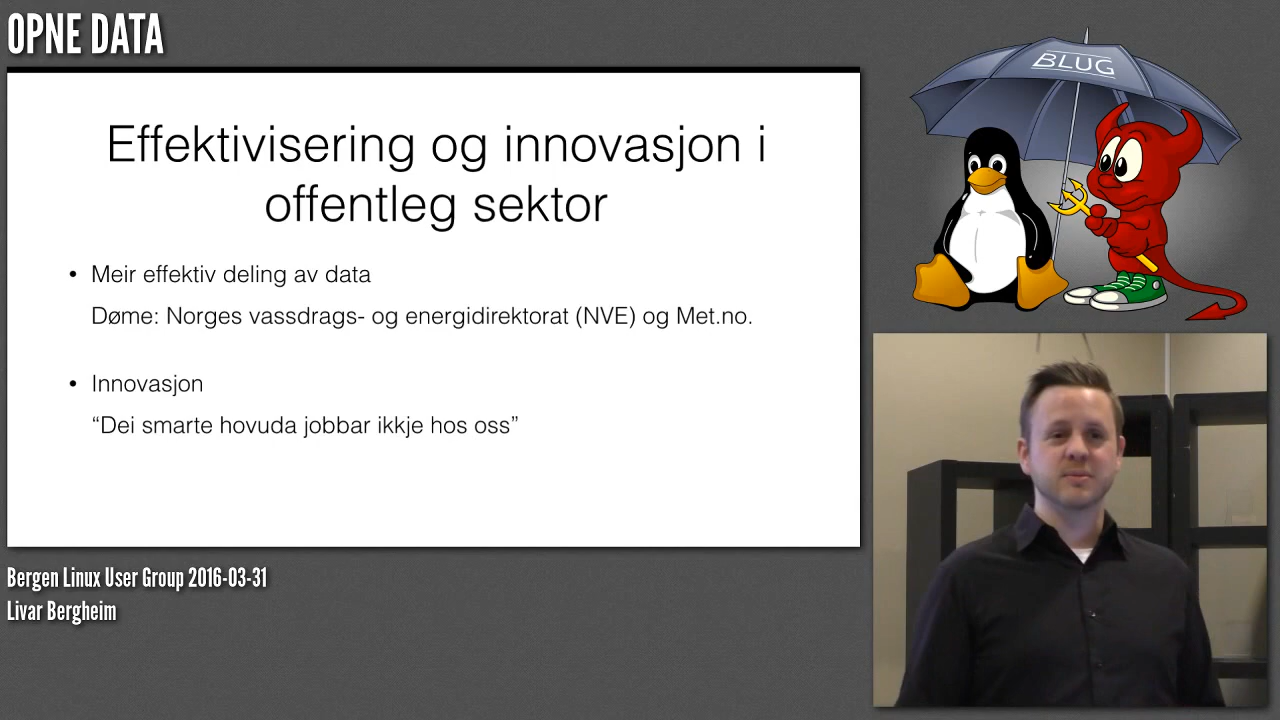 OPNE DATA
BLUG
Effektivisering og innovasjon i
offentleg sektor
• Meir effektiv deling av data
Døme: Norges vassdrags- og energidirektorat (NVE) og Met.no.
• Innovasjon
“Dei smarte hovuda jobbar ikkje hos oss”
Bergen Linux User Group 2016-03-31
Livar Bergheim